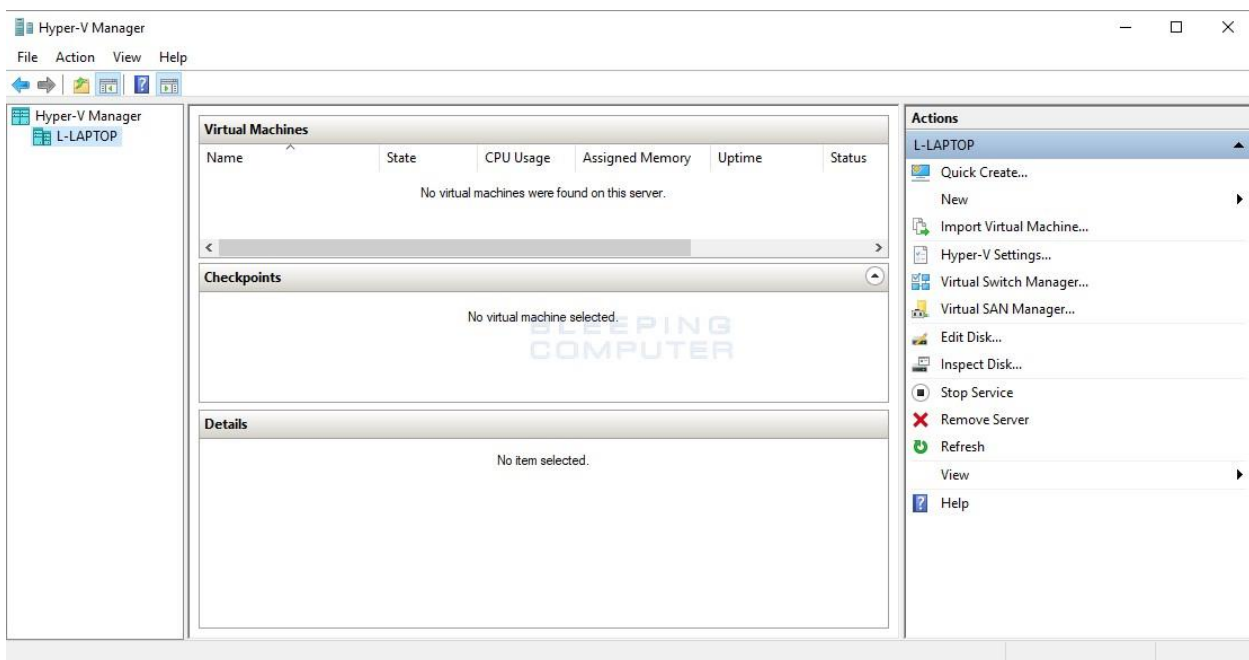 Hyper-V Manager
File Action View Help
Hyper-V Manager
L-LAPTOP
Virtual Machines
Name State CPU Usage Assigned Memory Uptime Status
No virtual machines were found on this server.
Checkpoints
No virtual machine selected.
BLEEPING
COMPUTER
Details
No item selected.
Actions
L-LAPTOP
Quick Create...
New
Import Virtual Machine...
Hyper-V Settings...
Virtual Switch Manager...
Virtual SAN Manager...
Edit Disk...
Inspect Disk...
Stop Service
Remove Server
Refresh
View
Help